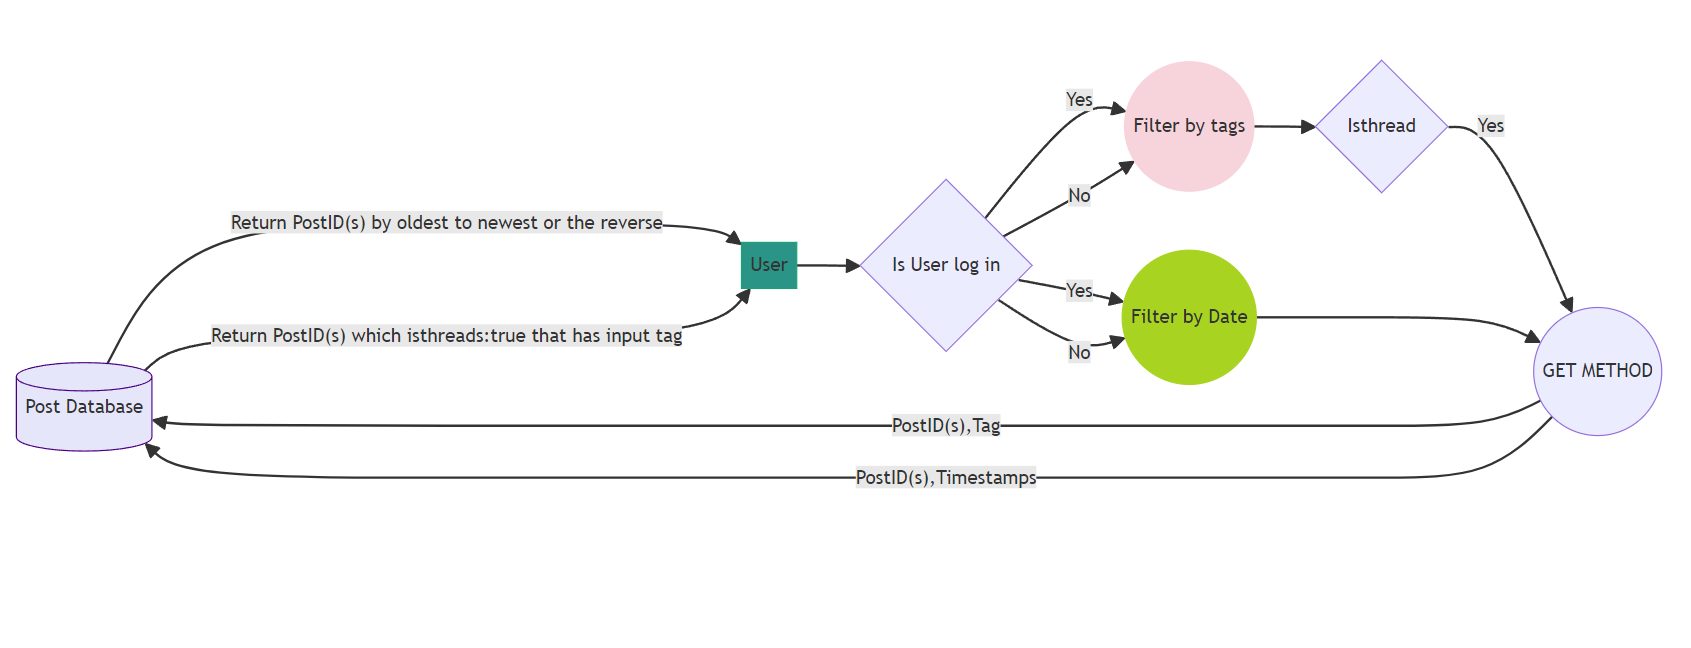 Yes
Filter by tags
Isthread
Yes
No
Return PostID(s) by oldest to newest or the reverse
User
Is User log in
Yes
Filter by Date
Return PostID(s) which isthreads:true that has input tag
No
GET METHOD
Post Database
PostID(s),Tag
PostID(s),Timestamps